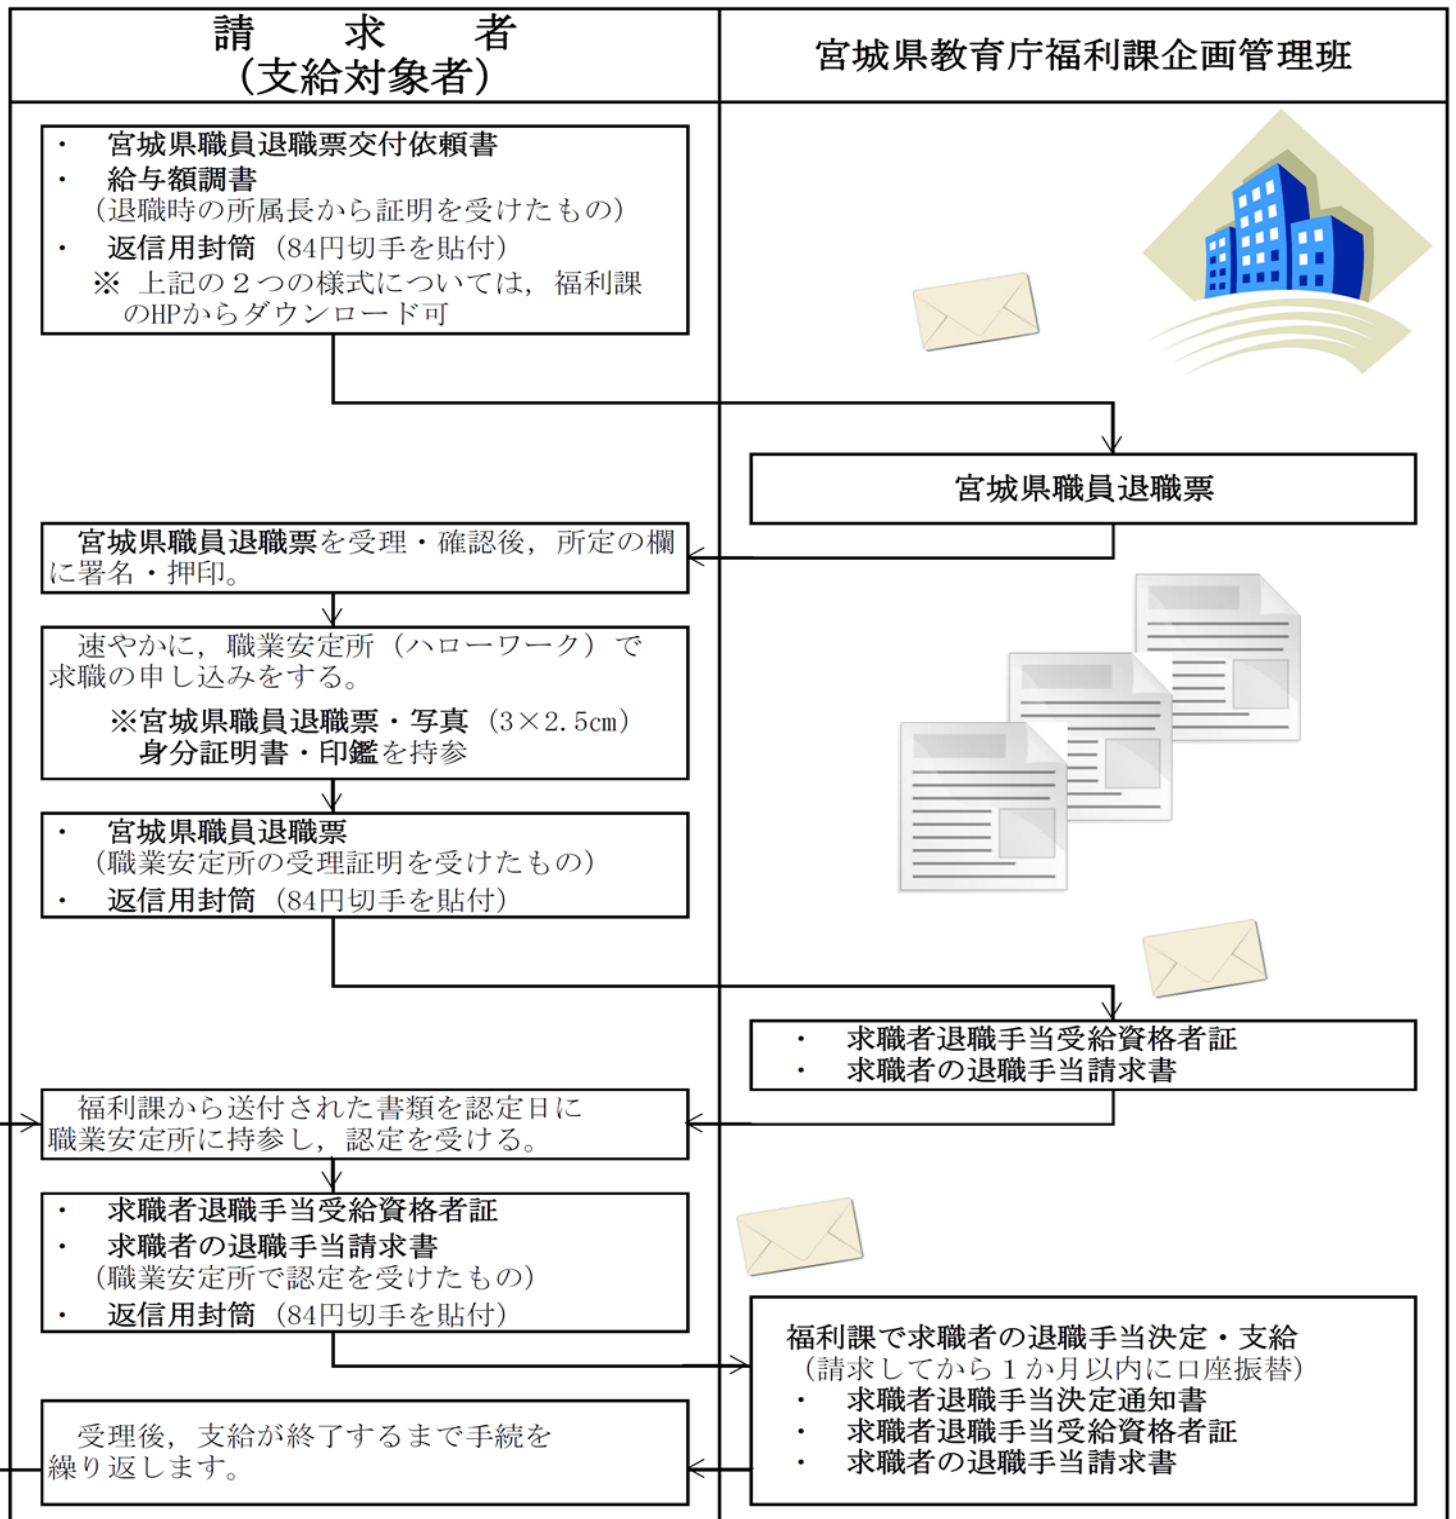 請　求　者
（支給対象者）
宮城県教育庁福利課企画管理班
・　宮城県職員退職票交付依頼書
・　給与額調書
（退職時の所属長から証明を受けたもの）
・　返信用封筒（84円切手を貼付）
※ 上記の２つの様式については，福利課
のHPからダウンロード可
宮城県職員退職票
宮城県職員退職票を受理・確認後，所定の欄
に署名・押印。
速やかに，職業安定所（ハローワーク）で
求職の申し込みをする。
※宮城県職員退職票・写真（3×2.5cm）
身分証明書・印鑑を持参
・　宮城県職員退職票
（職業安定所の受理証明を受けたもの）
・　返信用封筒（84円切手を貼付）
・　求職者退職手当受給資格者証
・　求職者の退職手当請求書
福利課から送付された書類を認定日に
職業安定所に持参し，認定を受ける。
・　求職者退職手当受給資格者証
・　求職者の退職手当請求書
（職業安定所で認定を受けたもの）
・　返信用封筒（84円切手を貼付）
福利課で求職者の退職手当決定・支給
（請求してから１か月以内に口座振替）
・　求職者退職手当決定通知書
・　求職者退職手当受給資格者証
・　求職者の退職手当請求書
受理後，支給が終了するまで手続を
繰り返します。